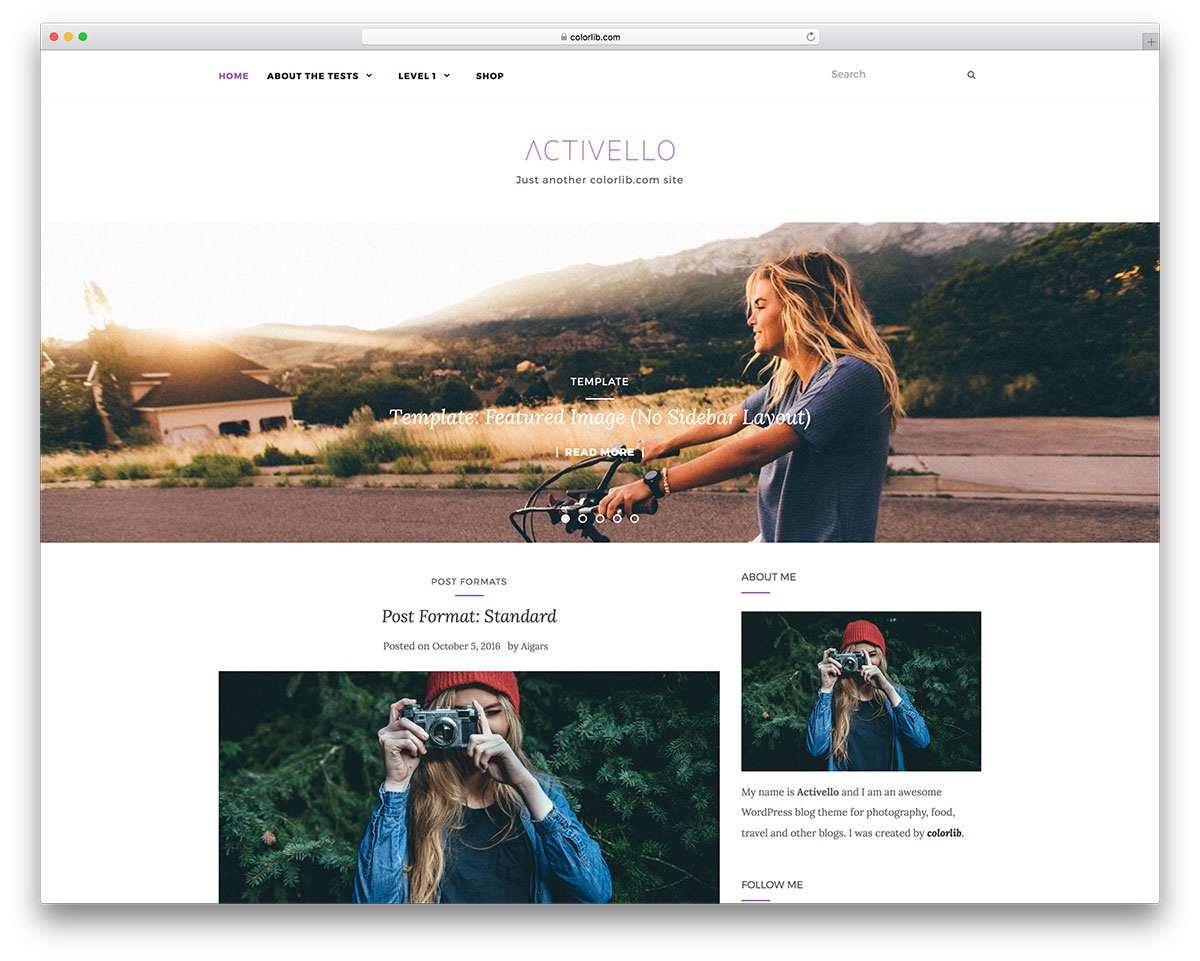 colorlib.com
HOME ABOUT THE TESTS LEVEL 1 SHOP Search
ACTIVELLO
Just another colorlib.com site
TEMPLATE
Template: Featured Image (No Sidebar Layout)
| READ MORE |
POST FORMATS
Post Format: Standard
Posted on October 5, 2016 by Aigars
ABOUT ME
My name is Activello and I am an awesome
WordPress blog theme for photography, food,
travel and other blogs. I was created by colorlib.
FOLLOW ME